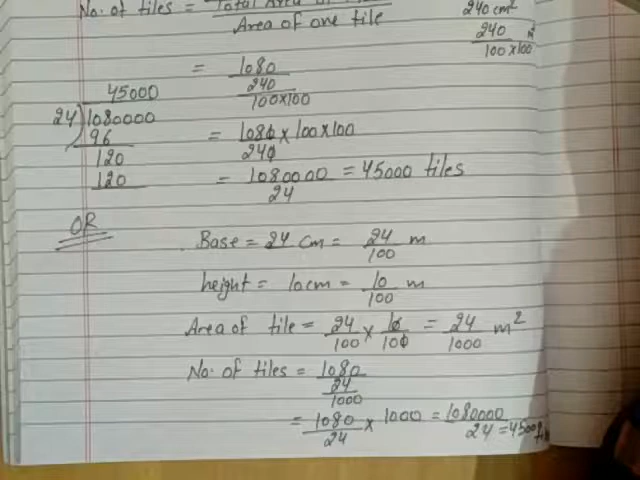 No. of tiles = Total Area of
Area of one tile
240 cm²
240 m²
100×100
= 1080
240
100×100
45000
24)1080000
96
120
120
= 1080 × 100×100
240
= 1080000 = 45000 tiles
24
OR
Base = 24 cm = 24 m
100
height = 10cm = 10 m
100
Area of tile = 24 × 10 = 24 m²
100 100 1000
No. of tiles = 1080
24
1000
= 1080 × 1000 = 1080000
24 24 = 4500